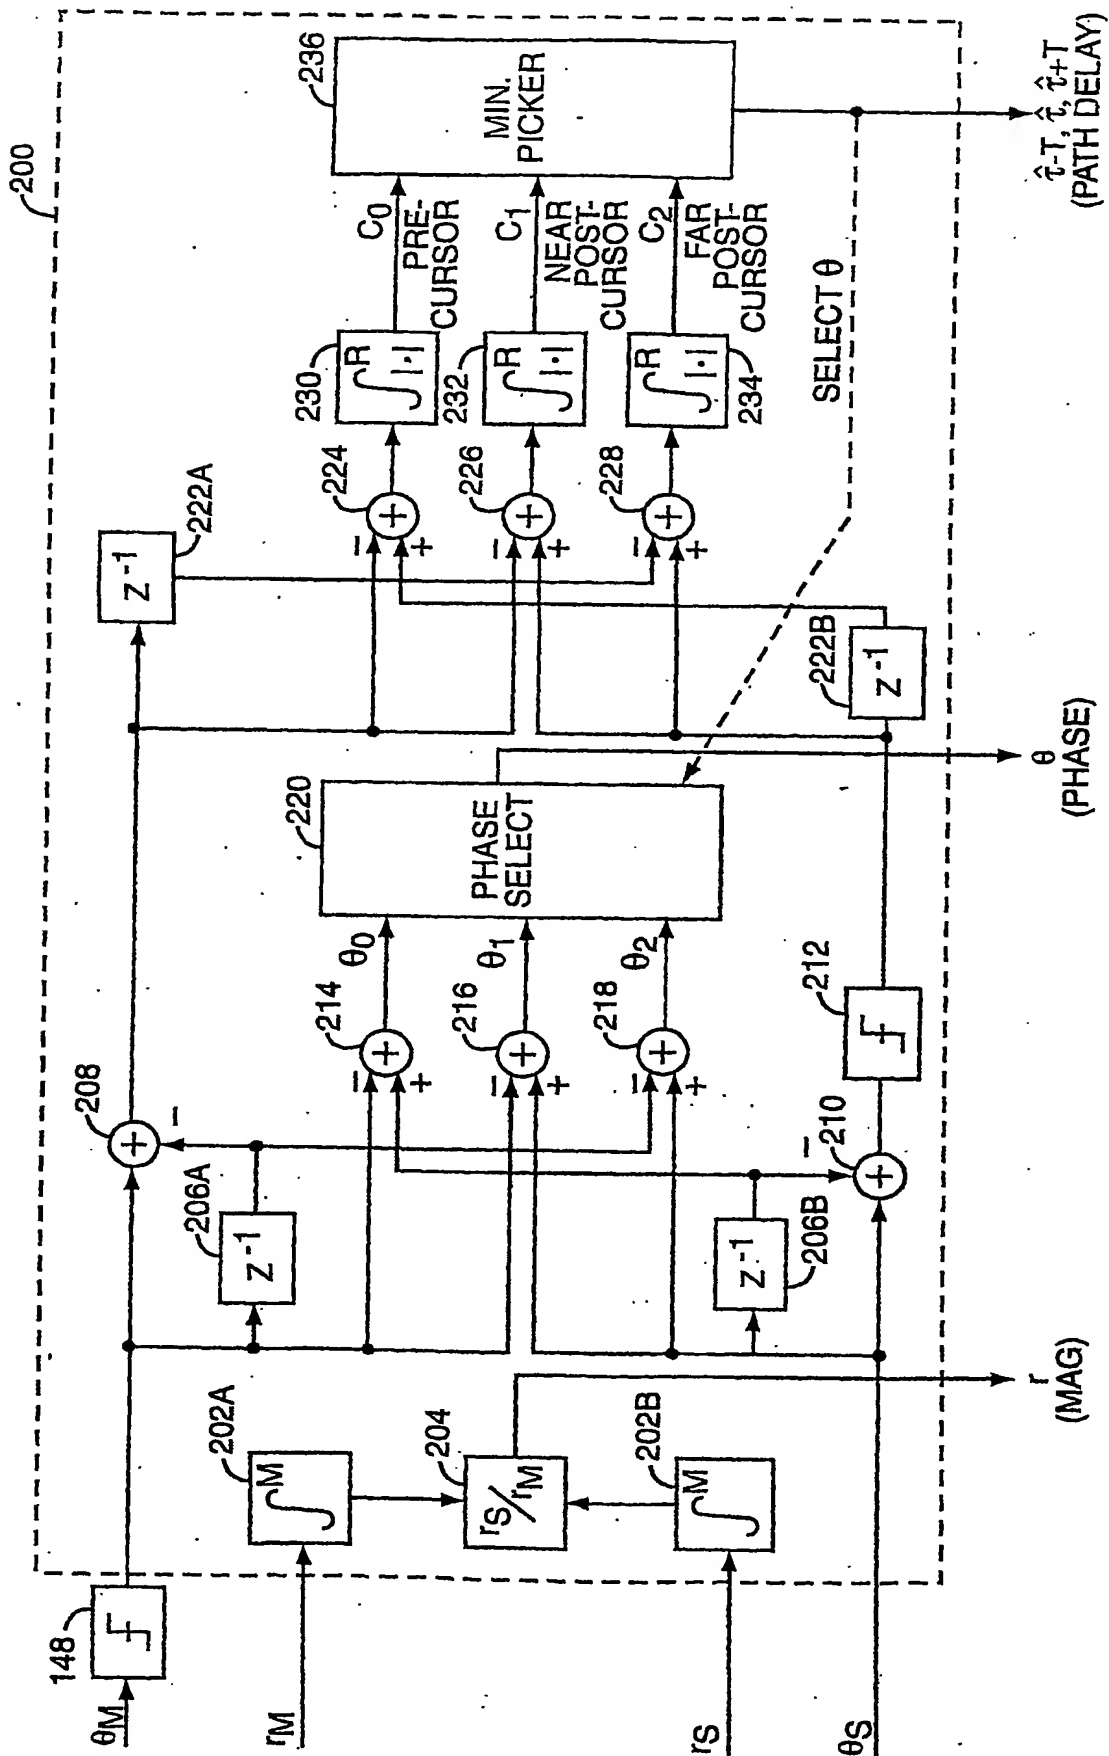 200
θM
148
208
206A
Z⁻¹
rM
202A
∫M
204
rS/rM
202B
∫M
rS
θS
r
(MAG)
206B
Z⁻¹
210
212
214
216
218
− +
− +
− +
−
−
+
+
+
+
+
θ0
θ1
θ2
220
PHASE
SELECT
θ
(PHASE)
222A
Z⁻¹
222B
Z⁻¹
224
226
228
− +
− +
− +
+
+
+
230
∫R |·|
232
∫R |·|
234
∫R |·|
C0
PRE-
CURSOR
C1
NEAR
POST-
CURSOR
C2
FAR
POST-
CURSOR
SELECT θ
236
MIN.
PICKER
τ̂-T, τ̂, τ̂+T
(PATH DELAY)